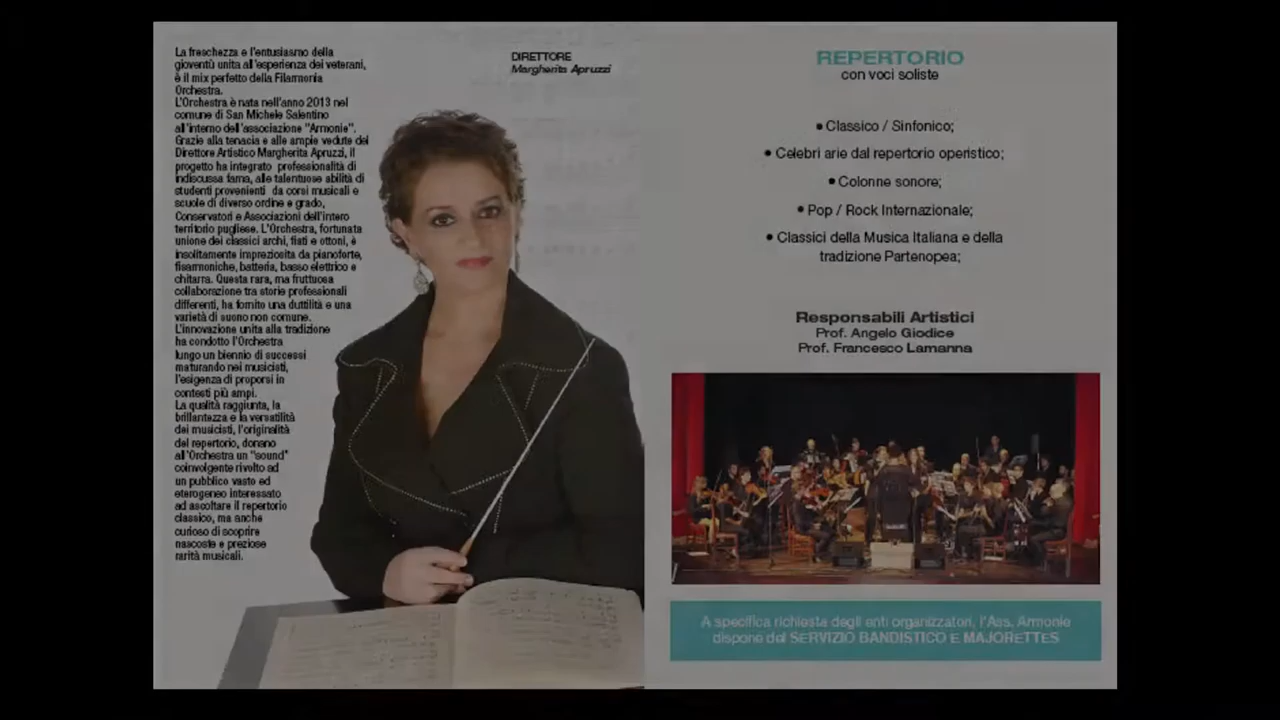 La freschezza e l'entusiasmo della
gioventù unita all'esperienza dei veterani,
è il mix perfetto della Filarmonia
Orchestra.
L'Orchestra è nata nell'anno 2013 nel
comune di San Michele Salentino
all'interno dell'associazione "Armonie".
Grazie alla tenacia e alle ampie vedute del
Direttore Artistico Margherita Apruzzi, il
progetto ha integrato professionalità di
indiscussa fama, alle talentuose abilità di
studenti provenienti da corsi musicali e
scuole di diverso ordine e grado,
Conservatori e Associazioni dell'intero
territorio pugliese. L'Orchestra, fortunata
unione dei classici archi, fiati e ottoni, è
insolitamente impreziosita da pianoforte,
fisarmoniche, batteria, basso elettrico e
chitarra. Questa rara, ma fruttuosa
collaborazione tra storie professionali
differenti, ha fornito una duttilità e una
varietà di suono non comune.
L'innovazione unita alla tradizione
ha condotto l'Orchestra
lungo un biennio di successi
maturando nei musicisti,
l'esigenza di proporsi in
contesti più ampi.
La qualità raggiunta, la
brillantezza e la versatilità
dei musicisti, l'originalità
del repertorio, donano
all'Orchestra un "sound"
coinvolgente rivolto ad
un pubblico vasto ed
eterogeneo interessato
ad ascoltare il repertorio
classico, ma anche
curioso di scoprire
nascoste e preziose
rarità musicali.
DIRETTORE
Margherita Apruzzi
REPERTORIO
con voci soliste
• Classico / Sinfonico;
• Celebri arie dal repertorio operistico;
• Colonne sonore;
• Pop / Rock Internazionale;
• Classici della Musica Italiana e della
tradizione Partenopea;
Responsabili Artistici
Prof. Angelo Giodice
Prof. Francesco Lamanna
A specifica richiesta degli enti organizzatori, l'Ass. Armonie
dispone del SERVIZIO BANDISTICO E MAJORETTES